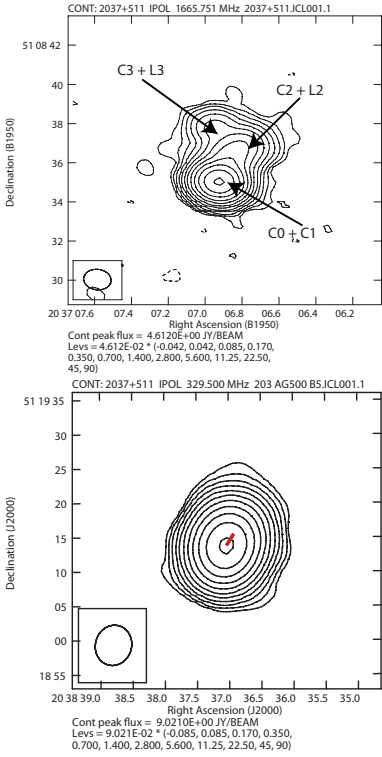 CONT: 2037+511 IPOL 1665.751 MHz 2037+511.ICL001.1
51 08 42
40
38
36
34
32
30
Declination (B1950)
C3 + L3
C2 + L2
C0 + C1
20 37 07.6 07.4 07.2 07.0 06.8 06.6 06.4 06.2
Right Ascension (B1950)
Cont peak flux = 4.6120E+00 JY/BEAM
Levs = 4.612E-02 * (-0.042, 0.042, 0.085, 0.170,
0.350, 0.700, 1.400, 2.800, 5.600, 11.25, 22.50,
45, 90)
CONT: 2037+511 IPOL 329.500 MHz 203 AG500 B5.ICL001.1
51 19 35
30
25
20
15
10
05
00
18 55
Declination (J2000)
20 38 39.0 38.5 38.0 37.5 37.0 36.5 36.0 35.5 35.0
Right Ascension (J2000)
Cont peak flux = 9.0210E+00 JY/BEAM
Levs = 9.021E-02 * (-0.085, 0.085, 0.170, 0.350,
0.700, 1.400, 2.800, 5.600, 11.25, 22.50, 45, 90)